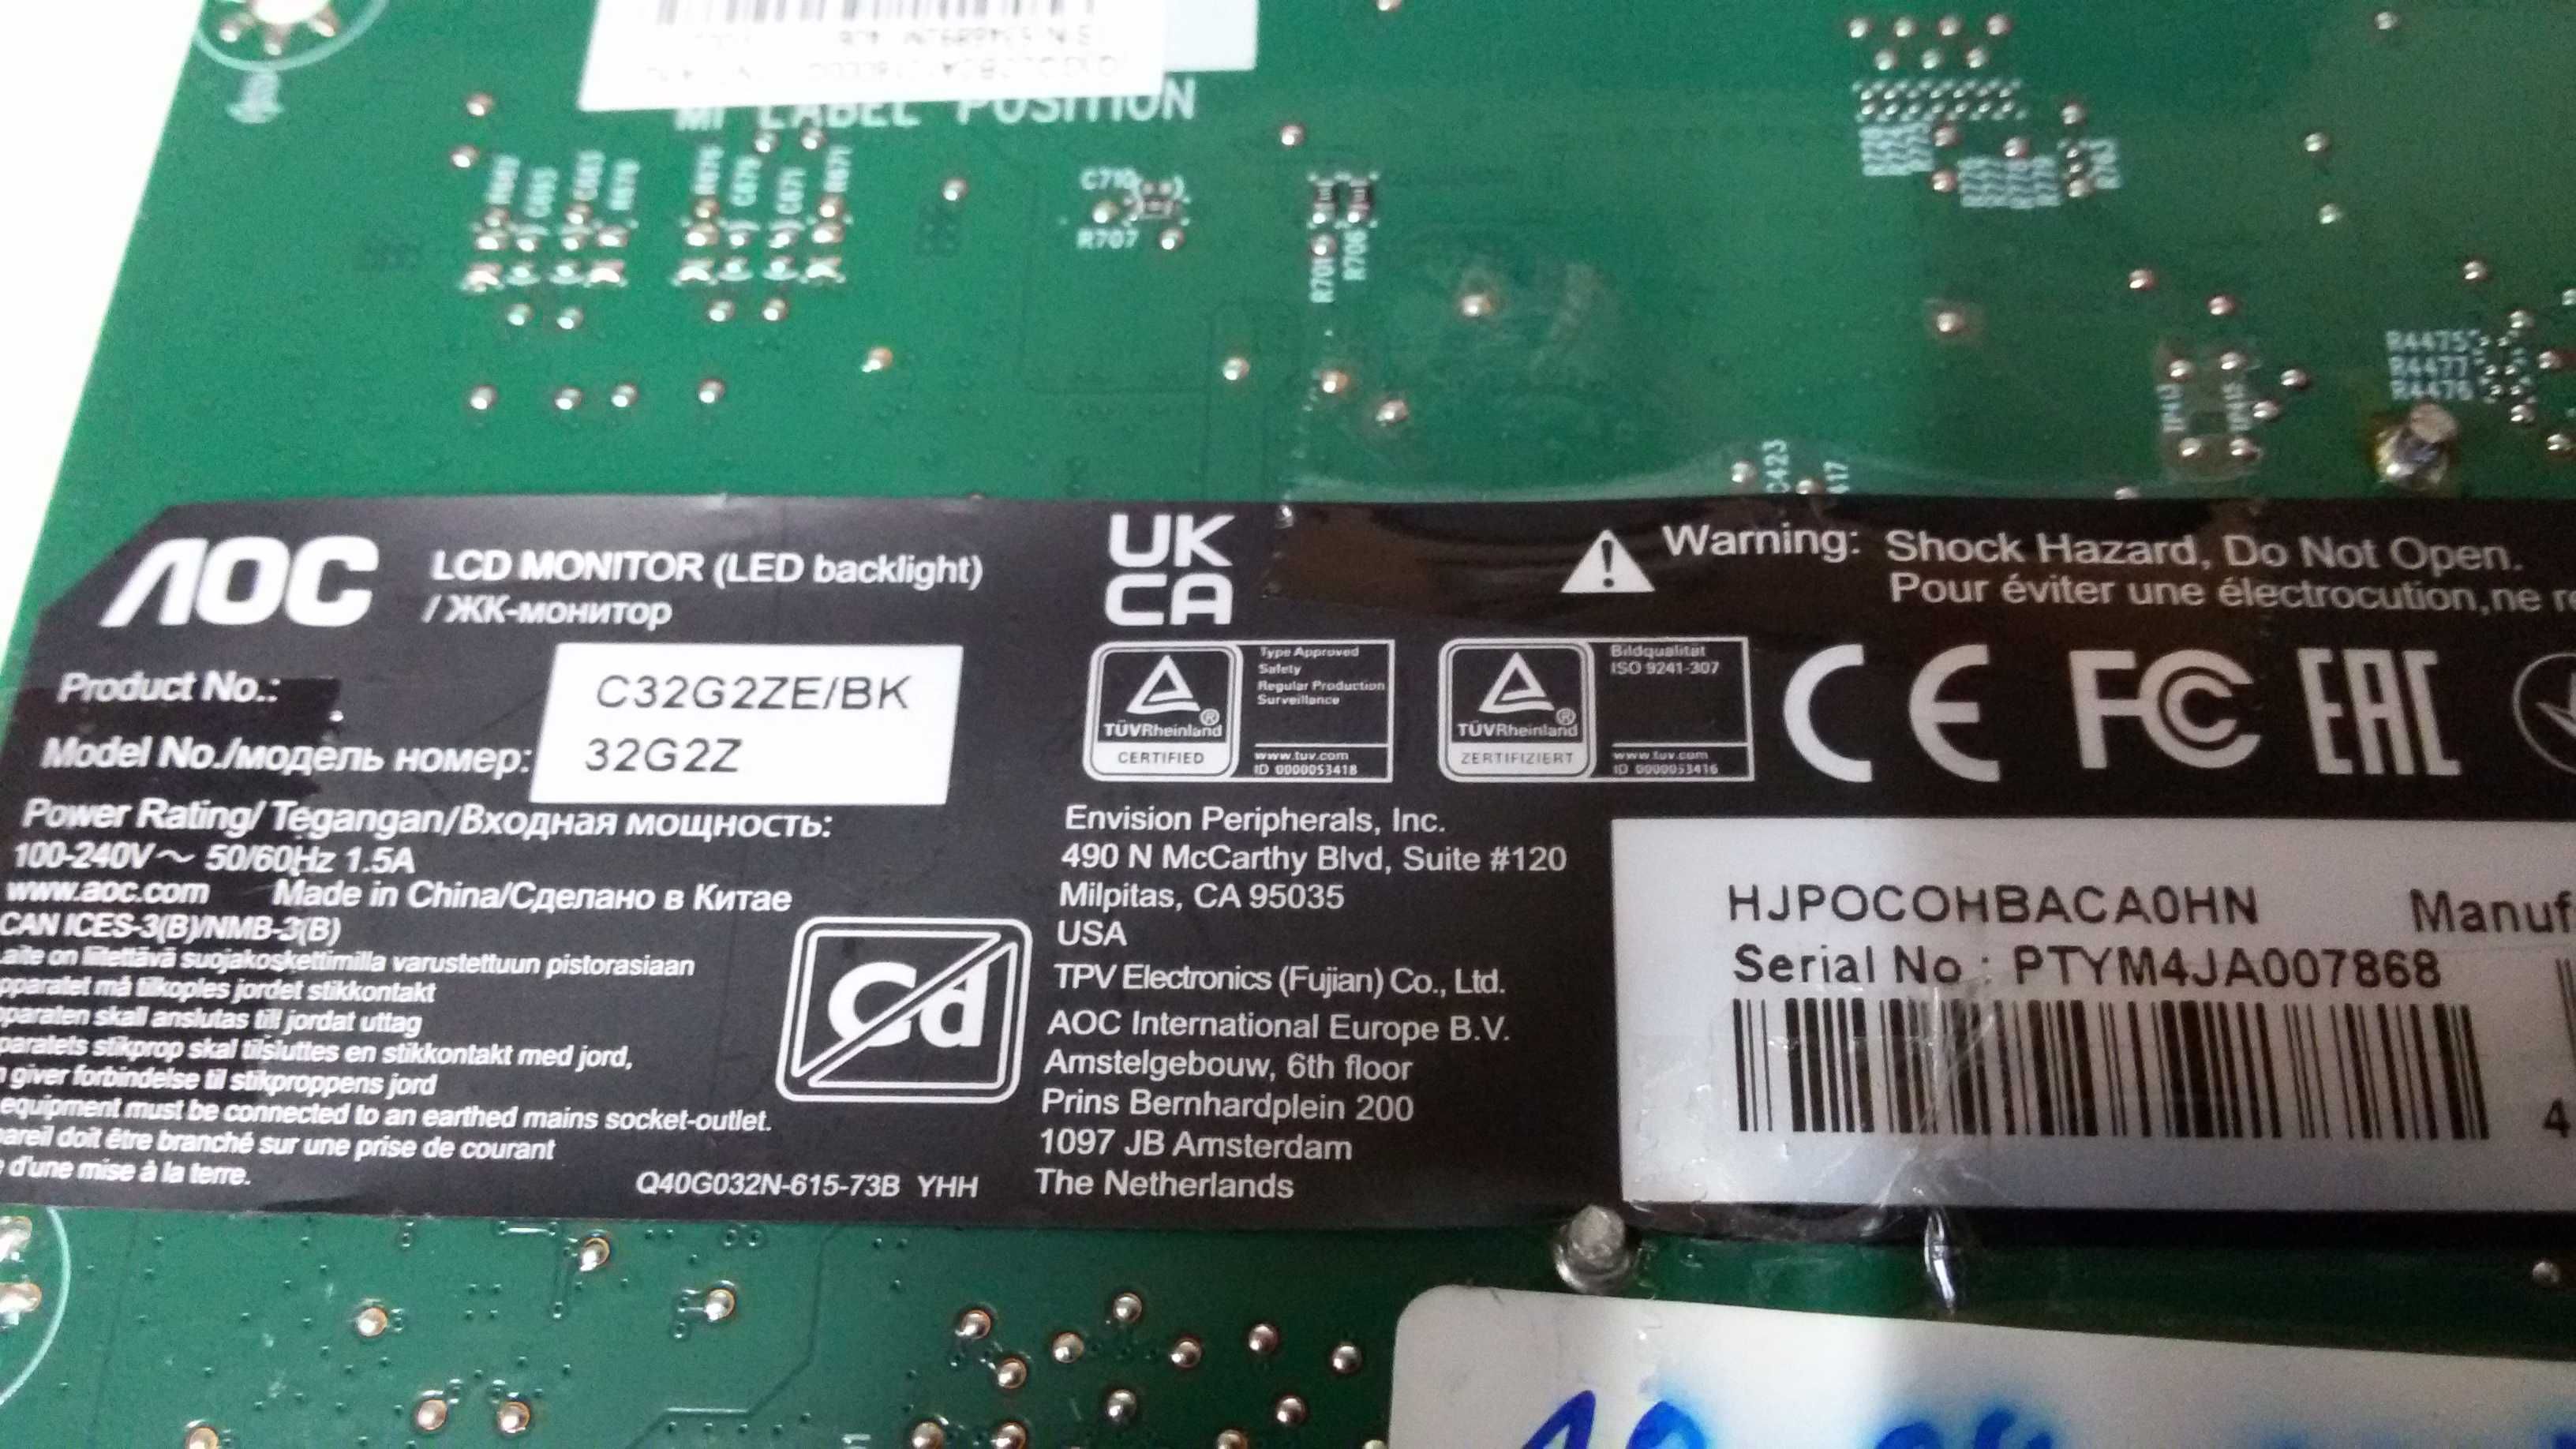 MI LABEL POSITION
C710
R707
R701
R706
R4475
R4477
R4476
C423
AOC
LCD MONITOR (LED backlight)
/ ЖК-монитор
Product No.:
C32G2ZE/BK
Model No./модель номер:
32G2Z
Power Rating/ Tegangan/Входная мощность:
100-240V～ 50/60Hz 1.5A
www.aoc.com Made in China/Сделано в Китае
CAN ICES-3(B)/NMB-3(B)
aite on liitettävä suojakoskettimilla varustettuun pistorasiaan
pparatet må tilkoples jordet stikkontakt
paraten skall anslutas till jordat uttag
paratets stikprop skal tilsluttes en stikkontakt med jord,
giver forbindelse til stikproppens jord
equipment must be connected to an earthed mains socket-outlet.
pareil doit être branché sur une prise de courant
d'une mise à la terre.
Q40G032N-615-73B YHH
Cd
UK
CA
TÜVRheinland®
CERTIFIED
Type Approved
Safety
Regular Production
Surveillance
www.tuv.com
ID 0000053418
TÜVRheinland®
ZERTIFIZIERT
Bildqualität
ISO 9241-307
www.tuv.com
ID 0000053416
Envision Peripherals, Inc.
490 N McCarthy Blvd, Suite #120
Milpitas, CA 95035
USA
TPV Electronics (Fujian) Co., Ltd.
AOC International Europe B.V.
Amstelgebouw, 6th floor
Prins Bernhardplein 200
1097 JB Amsterdam
The Netherlands
Warning: Shock Hazard, Do Not Open.
Pour éviter une électrocution,ne
CE FC EAC
HJPOCOHBACA0HN
Manuf
Serial No : PTYM4JA007868
4